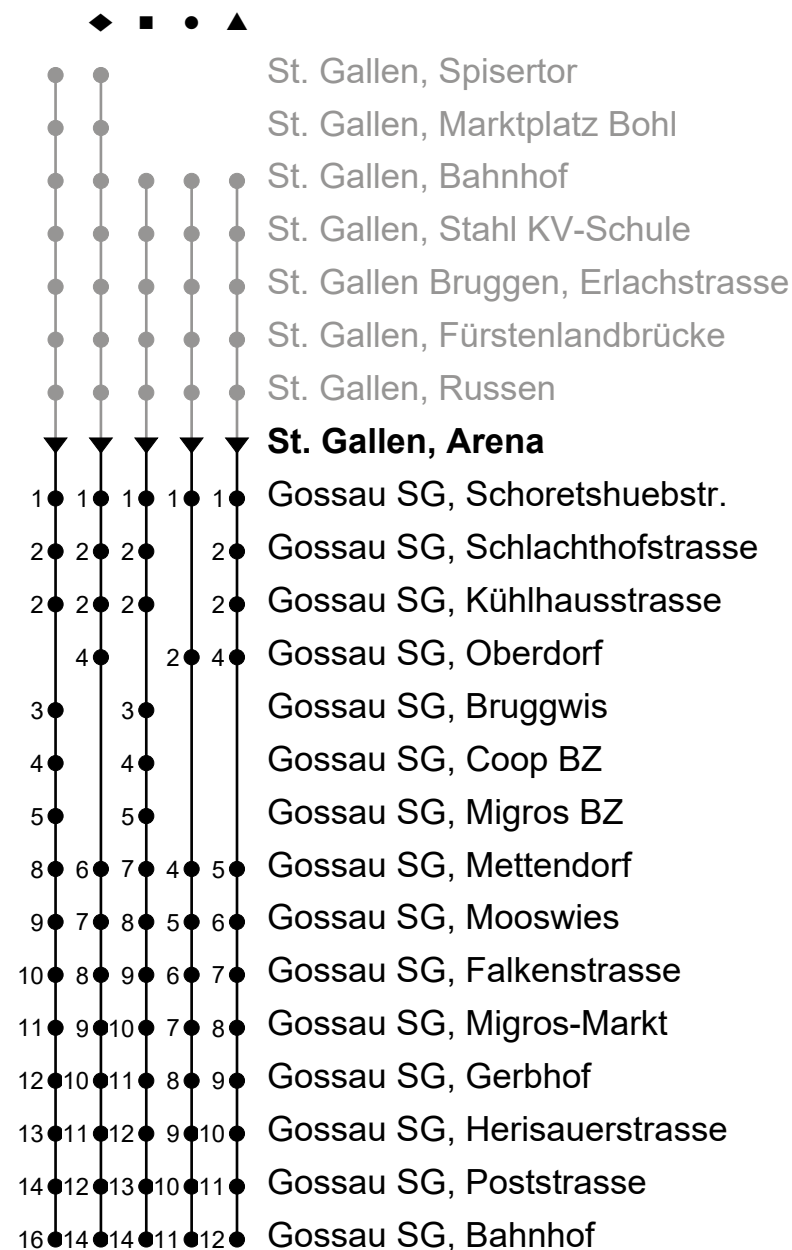 ◆ ■ ● ▲
St. Gallen, Spisertor
St. Gallen, Marktplatz Bohl
St. Gallen, Bahnhof
St. Gallen, Stahl KV-Schule
St. Gallen Bruggen, Erlachstrasse
St. Gallen, Fürstenlandbrücke
St. Gallen, Russen
St. Gallen, Arena
1 1 1 1 1 Gossau SG, Schoretshuebstr.
2 2 2 2 Gossau SG, Schlachthofstrasse
2 2 2 2 Gossau SG, Kühlhausstrasse
4 2 4 Gossau SG, Oberdorf
3 3 Gossau SG, Bruggwis
4 4 Gossau SG, Coop BZ
5 5 Gossau SG, Migros BZ
8 6 7 4 5 Gossau SG, Mettendorf
9 7 8 5 6 Gossau SG, Mooswies
10 8 9 6 7 Gossau SG, Falkenstrasse
11 9 10 7 8 Gossau SG, Migros-Markt
12 10 11 8 9 Gossau SG, Gerbhof
13 11 12 9 10 Gossau SG, Herisauerstrasse
14 12 13 10 11 Gossau SG, Poststrasse
16 14 14 11 12 Gossau SG, Bahnhof